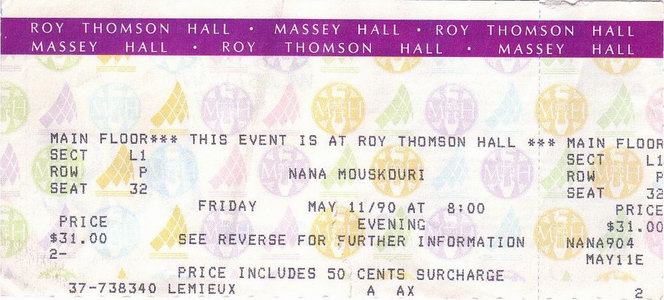 ROY THOMSON HALL • MASSEY HALL • ROY THOMSON HALL
MASSEY HALL • ROY THOMSON HALL • MASSEY HALL
MAIN FLOOR*** THIS EVENT IS AT ROY THOMSON HALL *** MAIN FLOOR
SECT L1 SECT L1
ROW P NANA MOUSKOURI ROW P
SEAT 32 SEAT 32
FRIDAY MAY 11/90 AT 8:00
PRICE EVENING PRICE
$31.00 SEE REVERSE FOR FURTHER INFORMATION $31.00
NANA904
2- MAY11E
PRICE INCLUDES 50 CENTS SURCHARGE
37-738340 LEMIEUX A AX 2